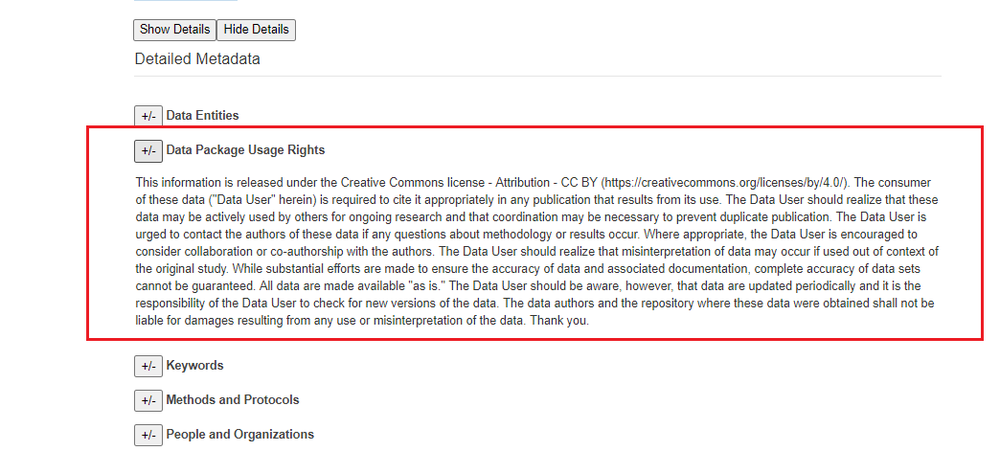 Show Details Hide Details
Detailed Metadata
+/- Data Entities
+/- Data Package Usage Rights
This information is released under the Creative Commons license - Attribution - CC BY (https://creativecommons.org/licenses/by/4.0/). The consumer
of these data ("Data User" herein) is required to cite it appropriately in any publication that results from its use. The Data User should realize that these
data may be actively used by others for ongoing research and that coordination may be necessary to prevent duplicate publication. The Data User is
urged to contact the authors of these data if any questions about methodology or results occur. Where appropriate, the Data User is encouraged to
consider collaboration or co-authorship with the authors. The Data User should realize that misinterpretation of data may occur if used out of context of
the original study. While substantial efforts are made to ensure the accuracy of data and associated documentation, complete accuracy of data sets
cannot be guaranteed. All data are made available "as is." The Data User should be aware, however, that data are updated periodically and it is the
responsibility of the Data User to check for new versions of the data. The data authors and the repository where these data were obtained shall not be
liable for damages resulting from any use or misinterpretation of the data. Thank you.
+/- Keywords
+/- Methods and Protocols
+/- People and Organizations